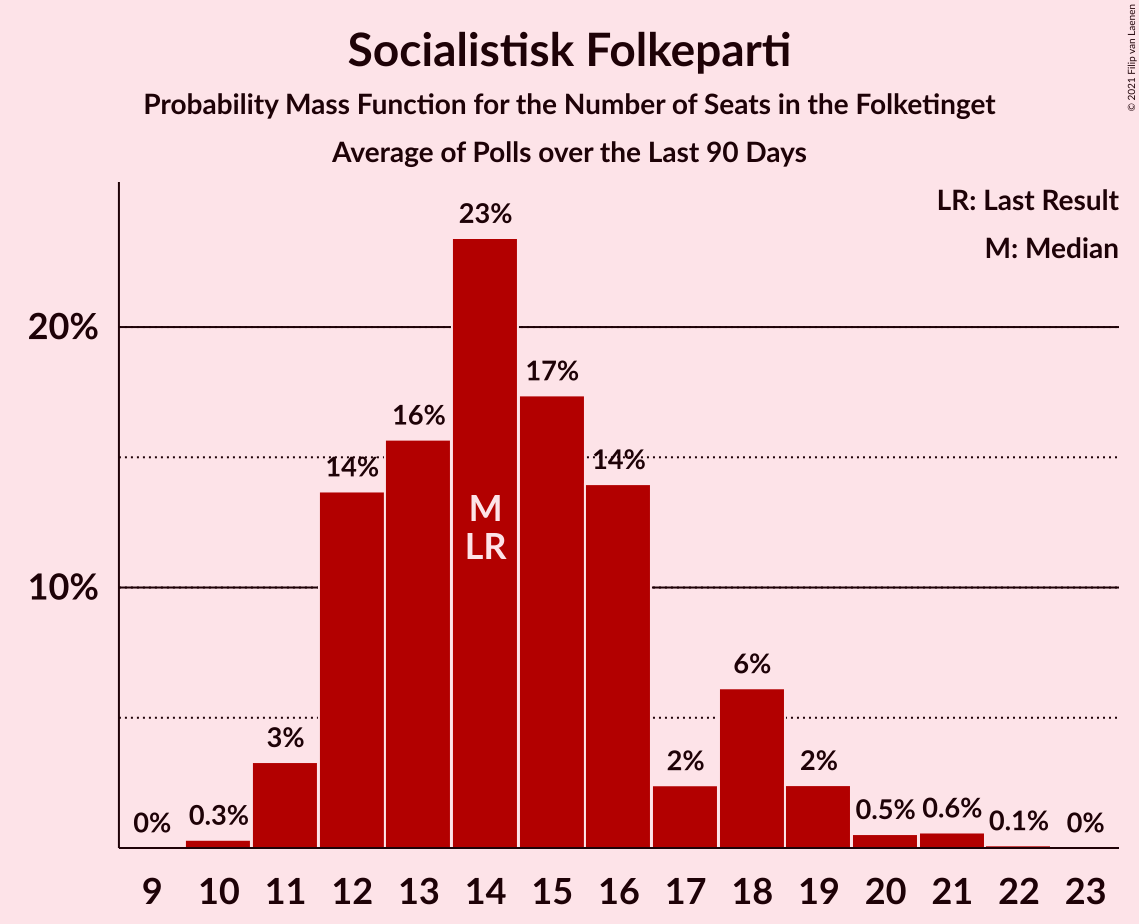 Socialistisk Folkeparti
Probability Mass Function for the Number of Seats in the Folketinget
Average of Polls over the Last 90 Days
© 2021 Filip van Laenen
LR: Last Result
M: Median
20%
10%
0%
0.3%
3%
14%
16%
23%
17%
14%
2%
6%
2%
0.5%
0.6%
0.1%
0%
M
LR
9 10 11 12 13 14 15 16 17 18 19 20 21 22 23